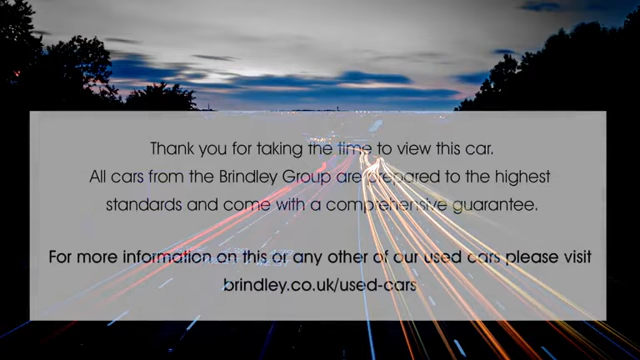 Thank you for taking the time to view this car.
All cars from the Brindley Group are prepared to the highest
standards and come with a comprehensive guarantee.
For more information on this or any other of our used cars please visit
brindley.co.uk/used-cars